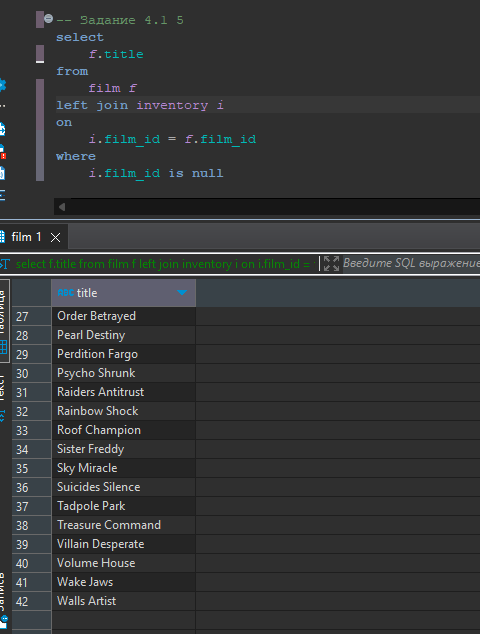 -- Задание 4.1 5
select
f.title
from
film f
left join inventory i
on
i.film_id = f.film_id
where
i.film_id is null
film 1
select f.title from film f left join inventory i on i.film_id =
Введите SQL выражение
Таблица
Текст
Запись
ABC title
27 Order Betrayed
28 Pearl Destiny
29 Perdition Fargo
30 Psycho Shrunk
31 Raiders Antitrust
32 Rainbow Shock
33 Roof Champion
34 Sister Freddy
35 Sky Miracle
36 Suicides Silence
37 Tadpole Park
38 Treasure Command
39 Villain Desperate
40 Volume House
41 Wake Jaws
42 Walls Artist